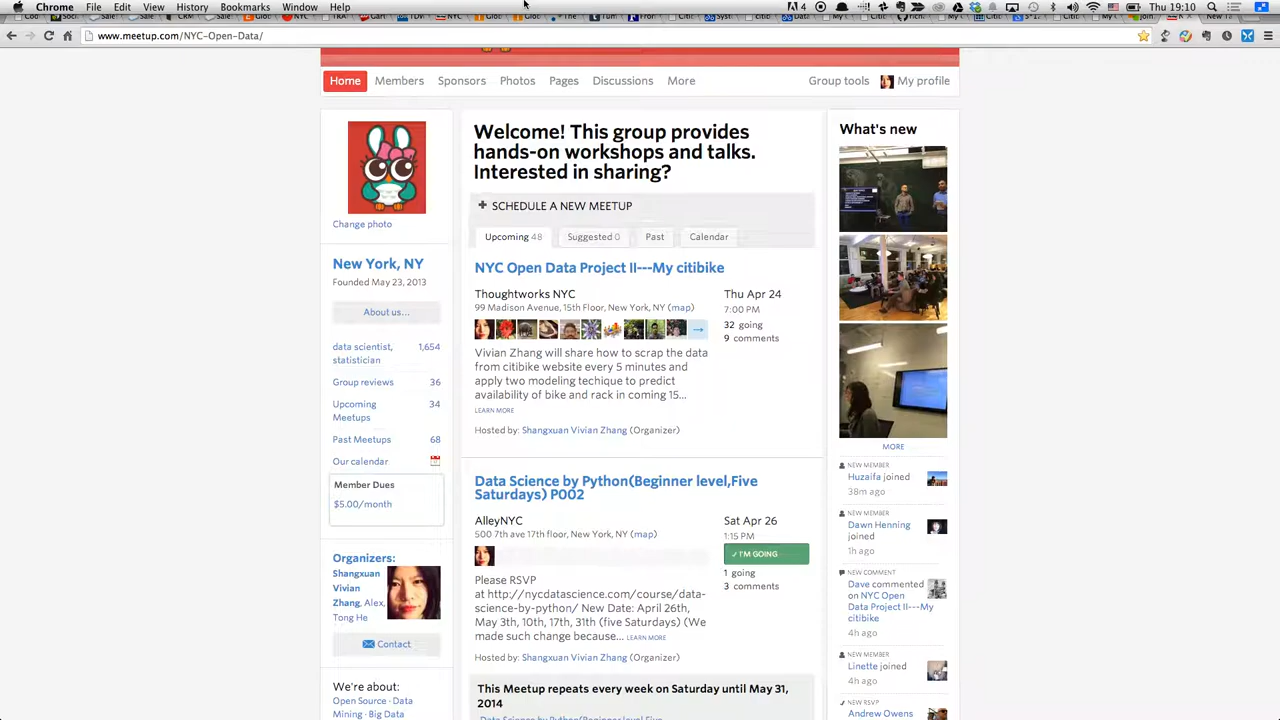 Chrome File Edit View History Bookmarks Window Help
4 Thu 19:10
www.meetup.com/NYC-Open-Data/
Home Members Sponsors Photos Pages Discussions More Group tools My profile
Change photo
New York, NY
Founded May 23, 2013
About us...
data scientist, statistician 1,654
Group reviews 36
Upcoming Meetups 34
Past Meetups 68
Our calendar
Member Dues
$5.00/month
Organizers:
Shangxuan
Vivian
Zhang, Alex,
Tong He
Contact
We're about:
Open Source · Data
Mining · Big Data
Welcome! This group provides
hands-on workshops and talks.
Interested in sharing?
SCHEDULE A NEW MEETUP
Upcoming 48 Suggested 0 Past Calendar
NYC Open Data Project II---My citibike
Thoughtworks NYC
99 Madison Avenue, 15th Floor, New York, NY (map)
Thu Apr 24
7:00 PM
32 going
9 comments
Vivian Zhang will share how to scrap the data
from citibike website every 5 minutes and
apply two modeling techique to predict
availability of bike and rack in coming 15...
LEARN MORE
Hosted by: Shangxuan Vivian Zhang (Organizer)
Data Science by Python(Beginner level,Five
Saturdays) P002
AlleyNYC
500 7th ave 17th floor, New York, NY (map)
Sat Apr 26
1:15 PM
I'M GOING
1 going
3 comments
Please RSVP
at http://nycdatascience.com/course/data-
science-by-python/ New Date: April 26th,
May 3th, 10th, 17th, 31th (five Saturdays) (We
made such change because... LEARN MORE
Hosted by: Shangxuan Vivian Zhang (Organizer)
This Meetup repeats every week on Saturday until May 31,
2014
What's new
MORE
NEW MEMBER
Huzaifa joined
38m ago
NEW MEMBER
Dawn Henning
joined
1h ago
NEW COMMENT
Dave commented
on NYC Open
Data Project II---My
citibike
4h ago
NEW MEMBER
Linette joined
4h ago
NEW RSVP
Andrew Owens